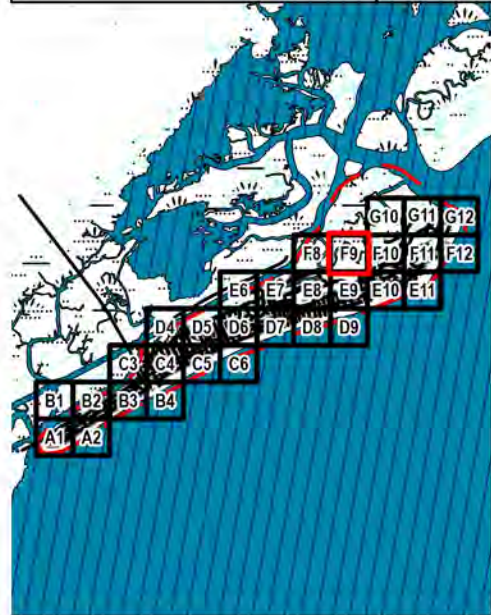 G10 G11 G12
F8 F9 F10 F11 F12
E6 E7 E8 E9 E10 E11
D4 D5 D6 D7 D8 D9
C3 C4 C5 C6
B1 B2 B3 B4
A1 A2